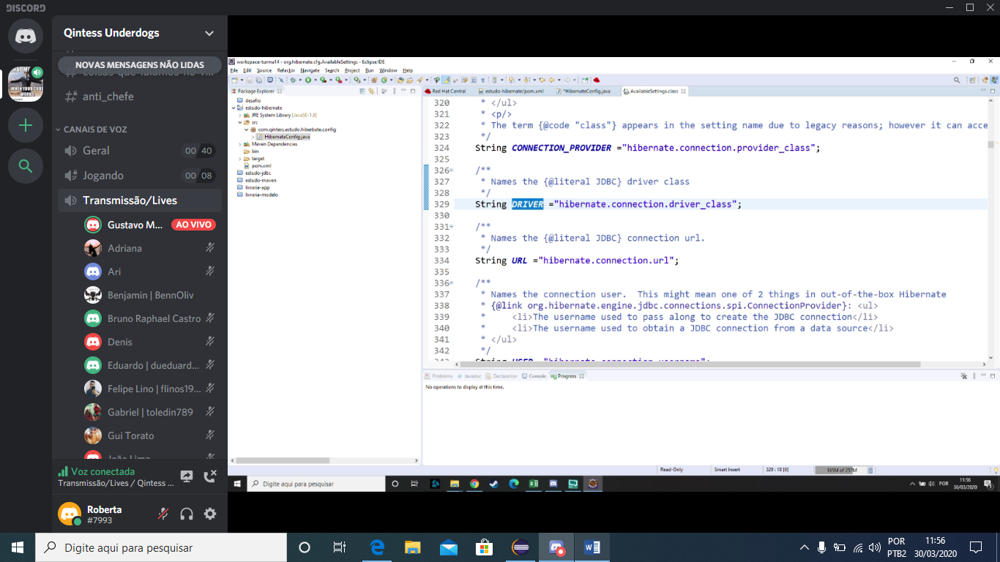 DISCORD
Qintess Underdogs
NOVAS MENSAGENS NÃO LIDAS
anti_chefe
CANAIS DE VOZ
Geral 00 40
Jogando 00 08
Transmissão/Lives
Gustavo M... AO VIVO
Adriana
Ari
Benjamin | BennOliv
Bruno Raphael Castro
Denis
Eduardo | dueduard...
Felipe Lino | flinos19...
Gabriel | toledin789
Gui Torato
João Lima
Voz conectada
Transmissão/Lives / Qintess ...
Roberta
#7993
workspace-turma14 - org.hibernate.cfg.AvailableSettings - Eclipse IDE
File Edit Source Refactor Navigate Search Project Run Window Help
Package Explorer
desafio
estudo-hibernate
JRE System Library [JavaSE-1.8]
src
com.qintess.estudo.hiberbate.config
HibernateConfig.java
Maven Dependencies
bin
target
pom.xml
estudo-jdbc
estudo-maven
livraria-app
livraria-modelo
Red Hat Central estudo-hibernate/pom.xml *HibernateConfig.java AvailableSettings.class
320 * </ul>
321 * <p/>
322 * The term {@code "class"} appears in the setting name due to legacy reasons; however it can acce
323 */
324 String CONNECTION_PROVIDER ="hibernate.connection.provider_class";
325
326 /**
327 * Names the {@literal JDBC} driver class
328 */
329 String DRIVER ="hibernate.connection.driver_class";
330
331 /**
332 * Names the {@literal JDBC} connection url.
333 */
334 String URL ="hibernate.connection.url";
335
336 /**
337 * Names the connection user.  This might mean one of 2 things in out-of-the-box Hibernate
338 * {@link org.hibernate.engine.jdbc.connections.spi.ConnectionProvider}: <ul>
339 *     <li>The username used to pass along to create the JDBC connection</li>
340 *     <li>The username used to obtain a JDBC connection from a data source</li>
341 * </ul>
342 */
String USER ="hibernate.connection.username";
Problems Javadoc Declaration Console Progress
No operations to display at this time.
Read-Only Smart Insert 329 : 18 [6] 181M of 257M
Digite aqui para pesquisar
POR
11:56
30/03/2020
Digite aqui para pesquisar
POR
PTB2
11:56
30/03/2020